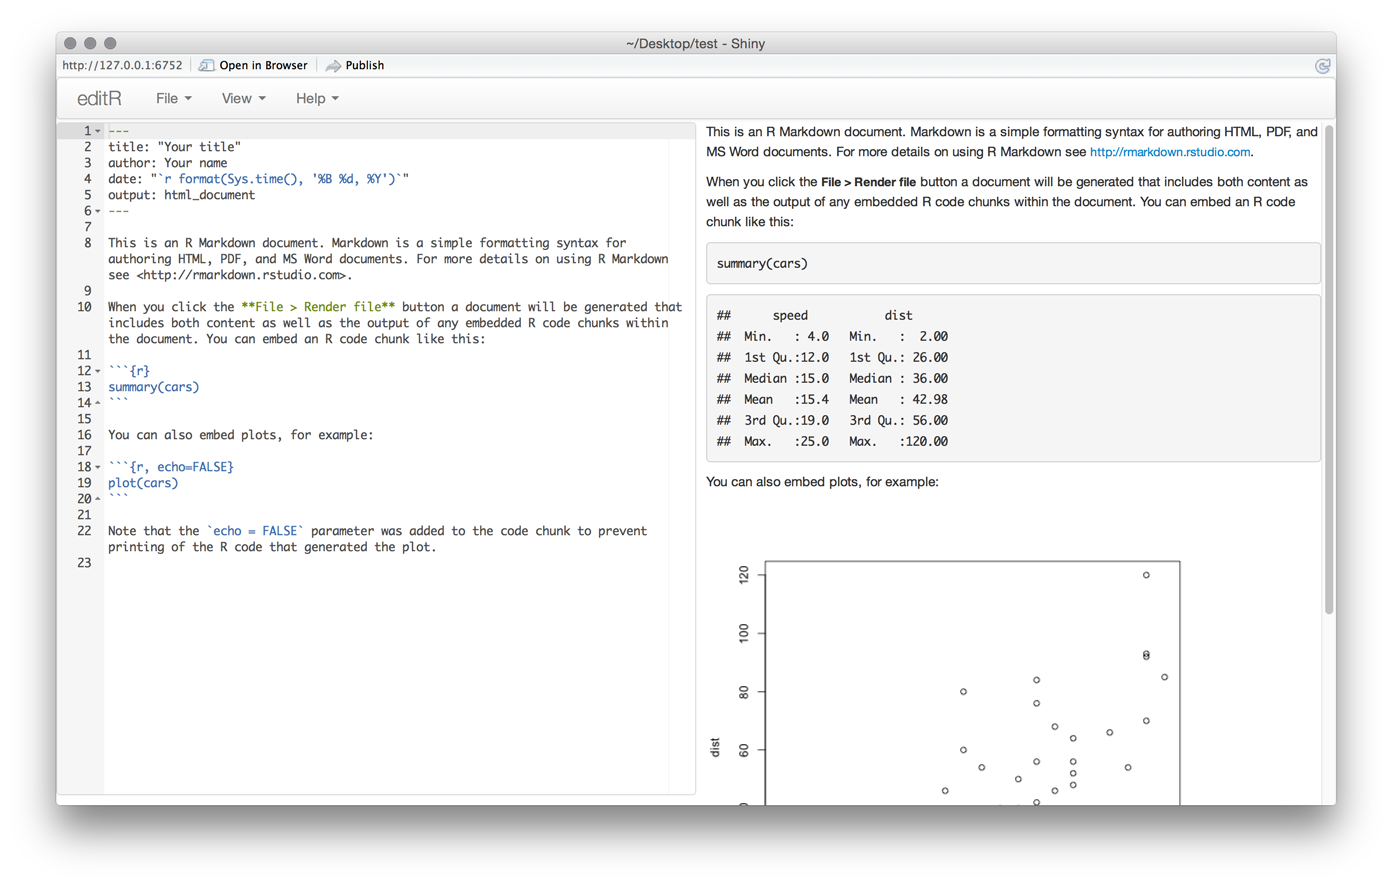 ~/Desktop/test - Shiny
http://127.0.0.1:6752 Open in Browser Publish
editR File View Help
1 ---
2 title: "Your title"
3 author: Your name
4 date: "`r format(Sys.time(), '%B %d, %Y')`"
5 output: html_document
6 ---
7
8 This is an R Markdown document. Markdown is a simple formatting syntax for
authoring HTML, PDF, and MS Word documents. For more details on using R Markdown
see <http://rmarkdown.rstudio.com>.
9
10 When you click the **File > Render file** button a document will be generated that
includes both content as well as the output of any embedded R code chunks within
the document. You can embed an R code chunk like this:
11
12 ```{r}
13 summary(cars)
14 ```
15
16 You can also embed plots, for example:
17
18 ```{r, echo=FALSE}
19 plot(cars)
20 ```
21
22 Note that the `echo = FALSE` parameter was added to the code chunk to prevent
printing of the R code that generated the plot.
23
This is an R Markdown document. Markdown is a simple formatting syntax for authoring HTML, PDF, and
MS Word documents. For more details on using R Markdown see http://rmarkdown.rstudio.com.
When you click the File > Render file button a document will be generated that includes both content as
well as the output of any embedded R code chunks within the document. You can embed an R code
chunk like this:
summary(cars)
## speed dist
## Min. : 4.0 Min. : 2.00
## 1st Qu.:12.0 1st Qu.: 26.00
## Median :15.0 Median : 36.00
## Mean :15.4 Mean : 42.98
## 3rd Qu.:19.0 3rd Qu.: 56.00
## Max. :25.0 Max. :120.00
You can also embed plots, for example:
120
100
80
60
dist